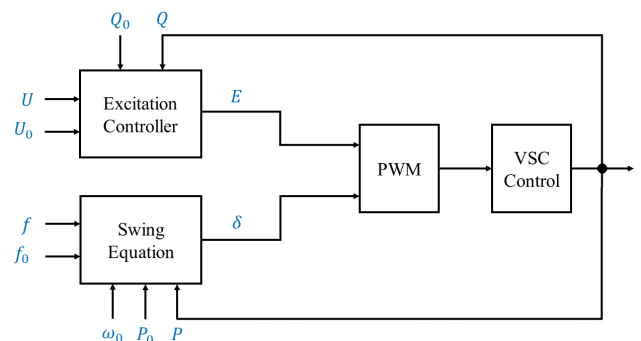 Q₀ Q
U
U₀
Excitation
Controller
E
PWM
VSC
Control
f
f₀
Swing
Equation
δ
ω₀ P₀ P